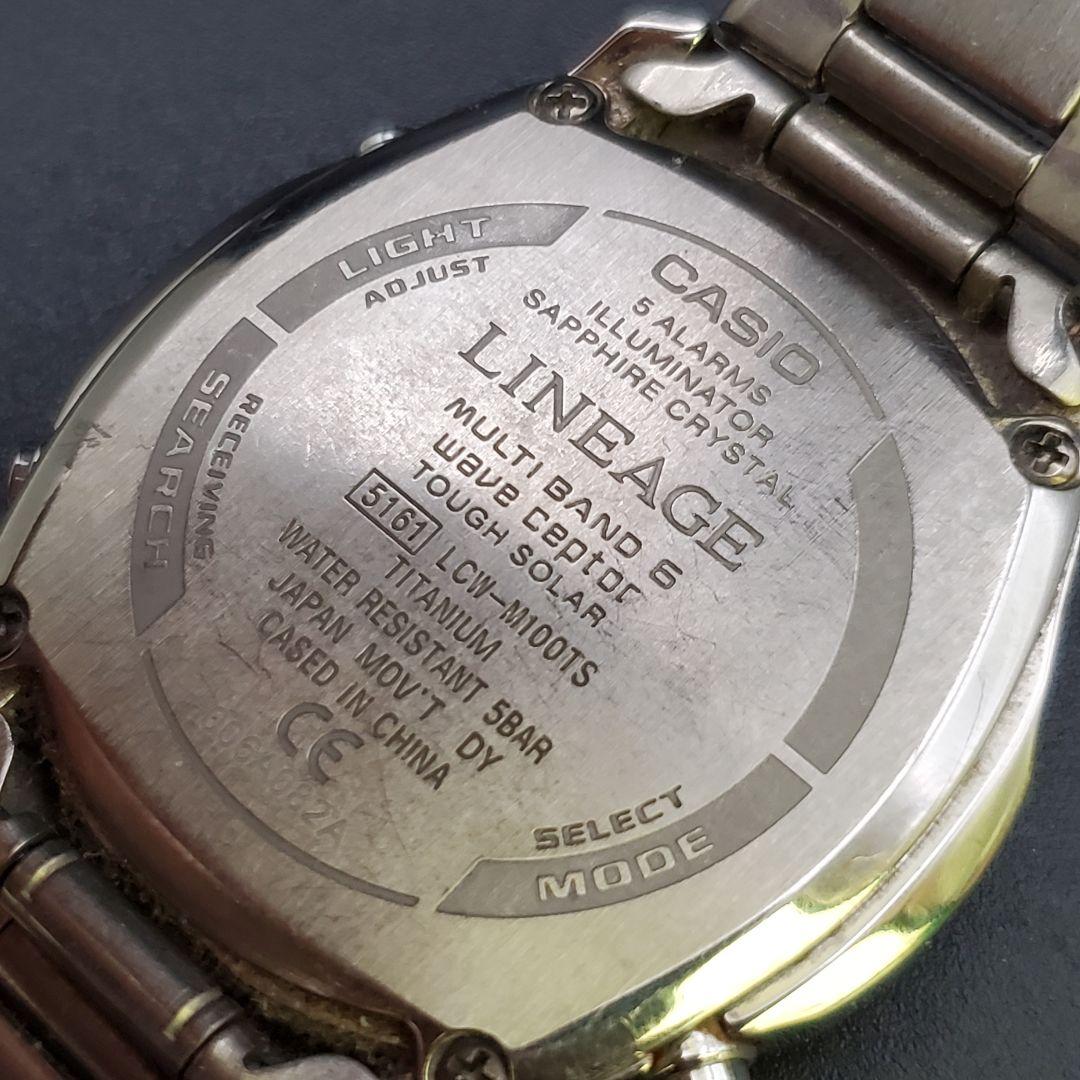 CASIO
5 ALARMS
ILLUMINATOR
SAPPHIRE CRYSTAL
LINEAGE
MULTI BAND 6
wave ceptor
TOUGH SOLAR
5161 LCW-M100TS
TITANIUM
WATER RESISTANT 5BAR
JAPAN MOV'T DY
CASED IN CHINA
CE
LIGHT
ADJUST
SEARCH
RECEIVING
SELECT
MODE